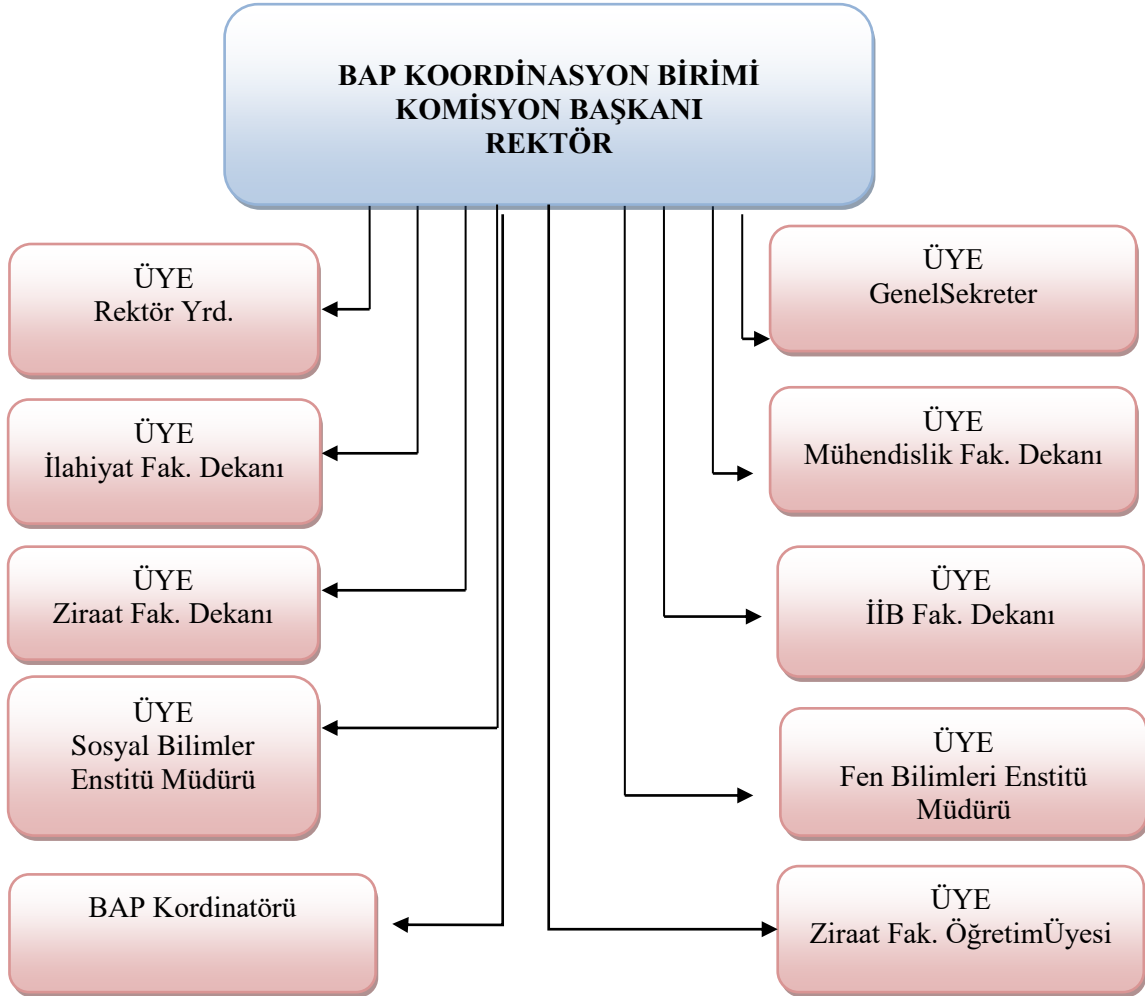 BAP KOORDİNASYON BİRİMİ
KOMİSYON BAŞKANI
REKTÖR
ÜYE
Rektör Yrd.
ÜYE
GenelSekreter
ÜYE
İlahiyat Fak. Dekanı
ÜYE
Mühendislik Fak. Dekanı
ÜYE
Ziraat Fak. Dekanı
ÜYE
İİB Fak. Dekanı
ÜYE
Sosyal Bilimler
Enstitü Müdürü
ÜYE
Fen Bilimleri Enstitü
Müdürü
BAP Kordinatörü
ÜYE
Ziraat Fak. ÖğretimÜyesi